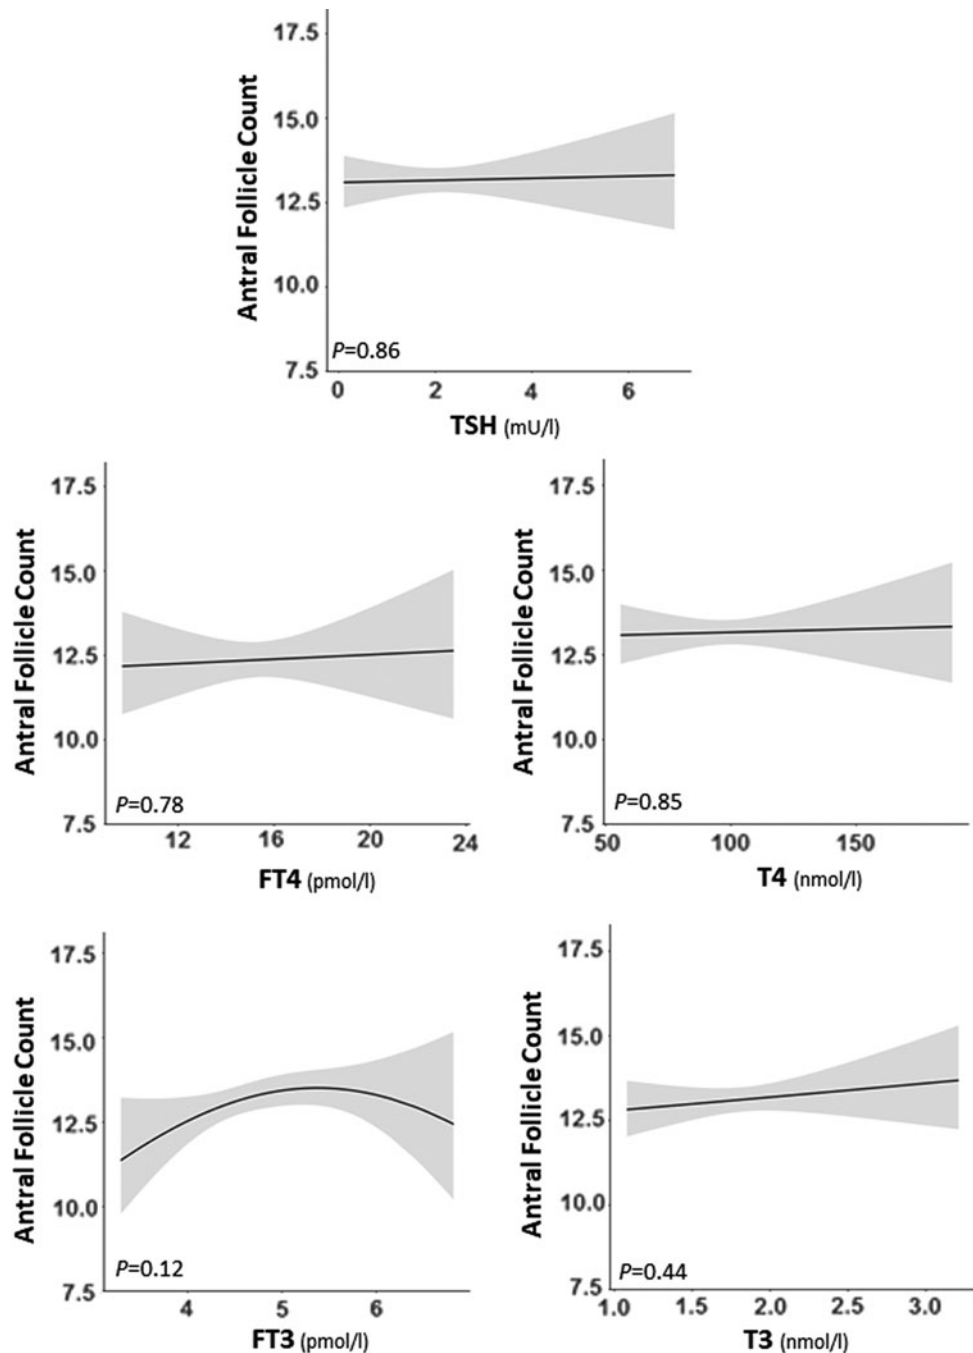 Antral Follicle Count
17.5
15.0
12.5
10.0
7.5
P=0.86
0 2 4 6
TSH (mU/l)
Antral Follicle Count
17.5
15.0
12.5
10.0
7.5
P=0.78
12 16 20 24
FT4 (pmol/l)
Antral Follicle Count
17.5
15.0
12.5
10.0
7.5
P=0.85
50 100 150
T4 (nmol/l)
Antral Follicle Count
17.5
15.0
12.5
10.0
7.5
P=0.12
4 5 6
FT3 (pmol/l)
Antral Follicle Count
17.5
15.0
12.5
10.0
7.5
P=0.44
1.0 1.5 2.0 2.5 3.0
T3 (nmol/l)